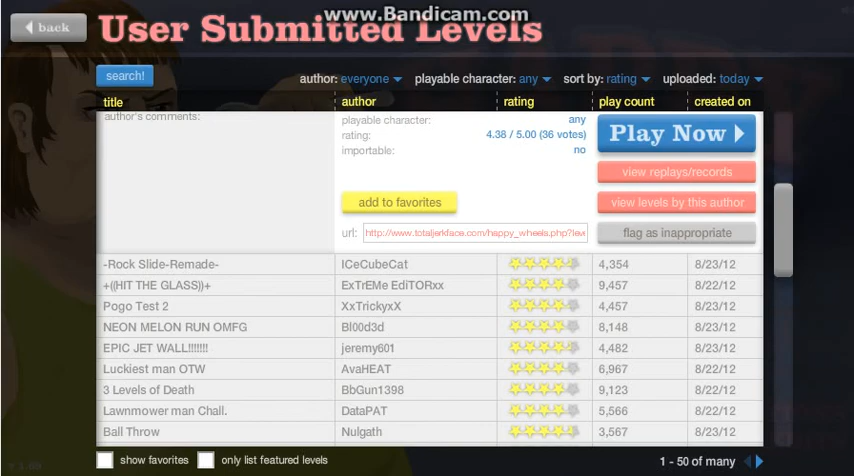 www.Bandicam.com
back
User Submitted Levels
search!
author: everyone playable character: any sort by: rating uploaded: today
title author rating play count created on
author's comments:
playable character: any
rating: 4.38 / 5.00 (36 votes)
importable: no
Play Now
view replays/records
add to favorites
view levels by this author
url: http://www.totaljerkface.com/happy_wheels.php?leve
flag as inappropriate
-Rock Slide-Remade- ICeCubeCat 4,354 8/23/12
+((HIT THE GLASS))+ ExTrEMe EdiTORxx 9,457 8/22/12
Pogo Test 2 XxTrickyxX 4,457 8/23/12
NEON MELON RUN OMFG Bl00d3d 8,148 8/23/12
EPIC JET WALL!!!!!!! jeremy601 4,482 8/23/12
Luckiest man OTW AvaHEAT 6,967 8/22/12
3 Levels of Death BbGun1398 9,123 8/22/12
Lawnmower man Chall. DataPAT 5,566 8/22/12
Ball Throw Nulgath 3,567 8/23/12
show favorites only list featured levels 1 - 50 of many